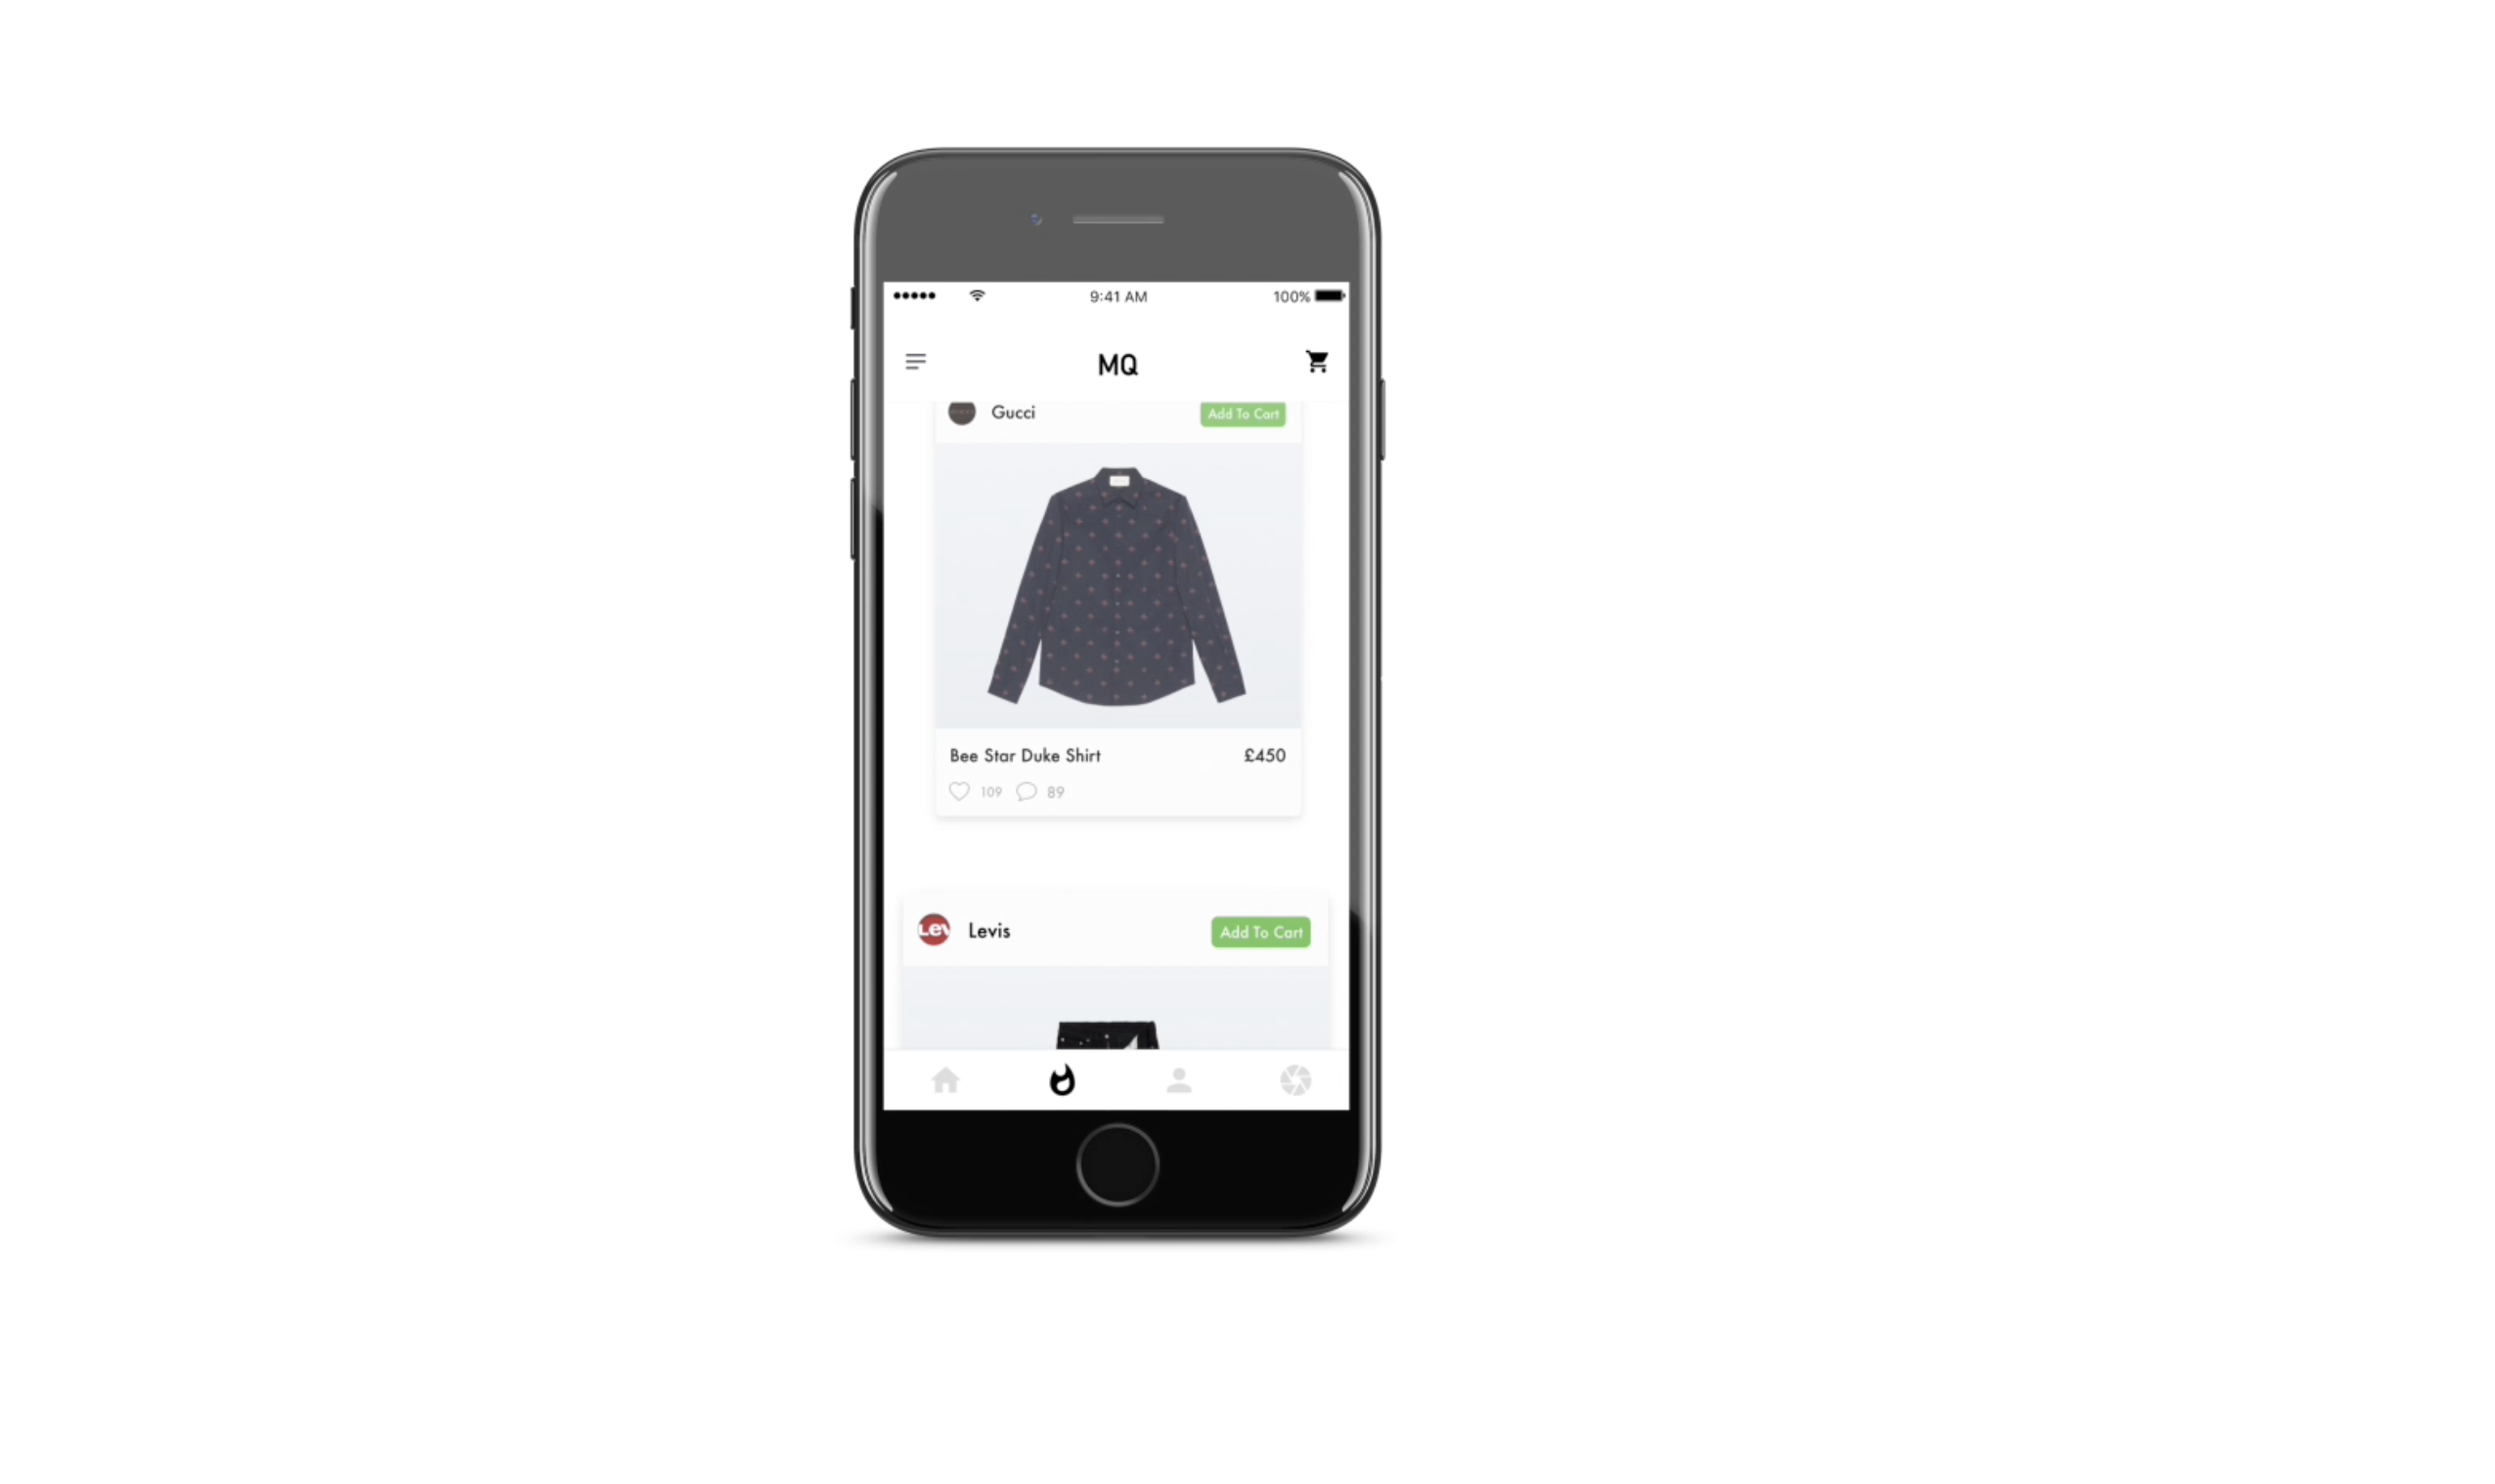 9:41 AM 100%
MQ
Gucci Add To Cart
Bee Star Duke Shirt £450
109 89
Lev
Levis Add To Cart